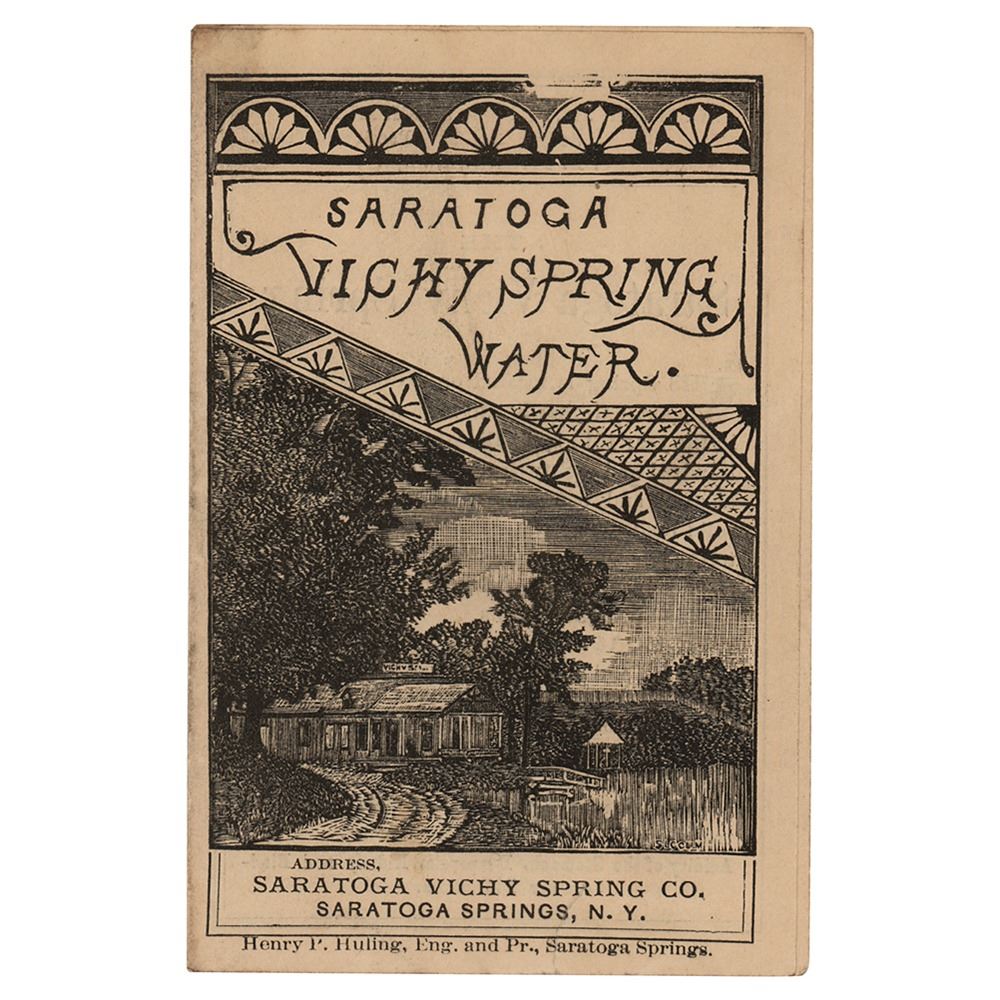 SARATOGA
VICHY SPRING
WATER.
ADDRESS,
SARATOGA VICHY SPRING CO.
SARATOGA SPRINGS, N. Y.
Henry P. Huling, Eng. and Pr., Saratoga Springs.